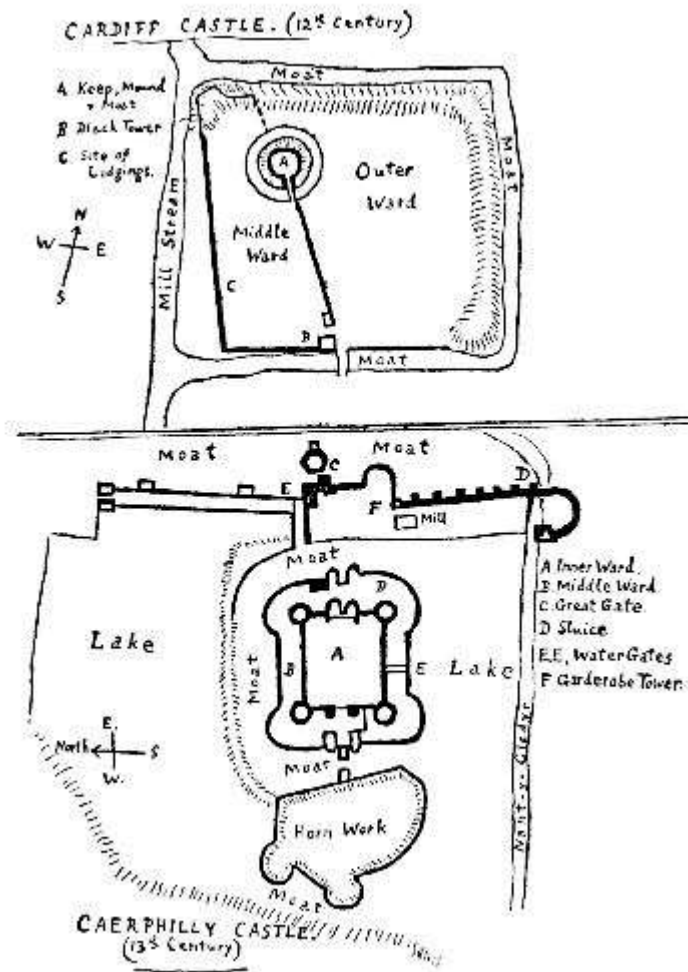 CARDIFF CASTLE. (12th Century)
Moat
A Keep, Mound
& Moat
B Black Tower
C Site of
Lodgings.
N
W E
S
Mill Stream
A
Outer
Ward
Moat
Middle
Ward
C
B
Moat
Moat
Moat
C
E
D
F
Mill
Moat
A Inner Ward.
B Middle Ward
C Great Gate
D Sluice
E.E. Water Gates
F Garderobe Tower.
D
Lake
Moat
B
A
E
Lake
E.
North S
W.
Moat
Horn Work
Nant-y-Gledyr
Moat
CAERPHILLY CASTLE.
(13th Century)